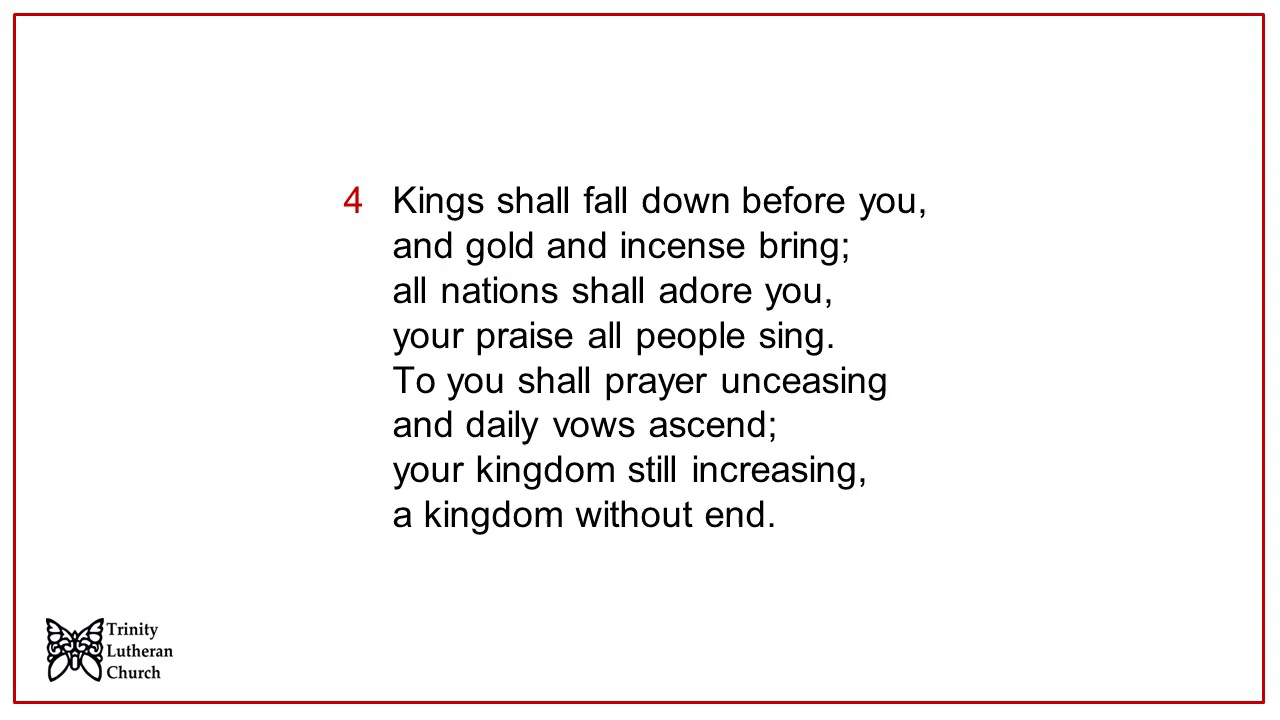 4 Kings shall fall down before you,
and gold and incense bring;
all nations shall adore you,
your praise all people sing.
To you shall prayer unceasing
and daily vows ascend;
your kingdom still increasing,
a kingdom without end.
Trinity
Lutheran
Church